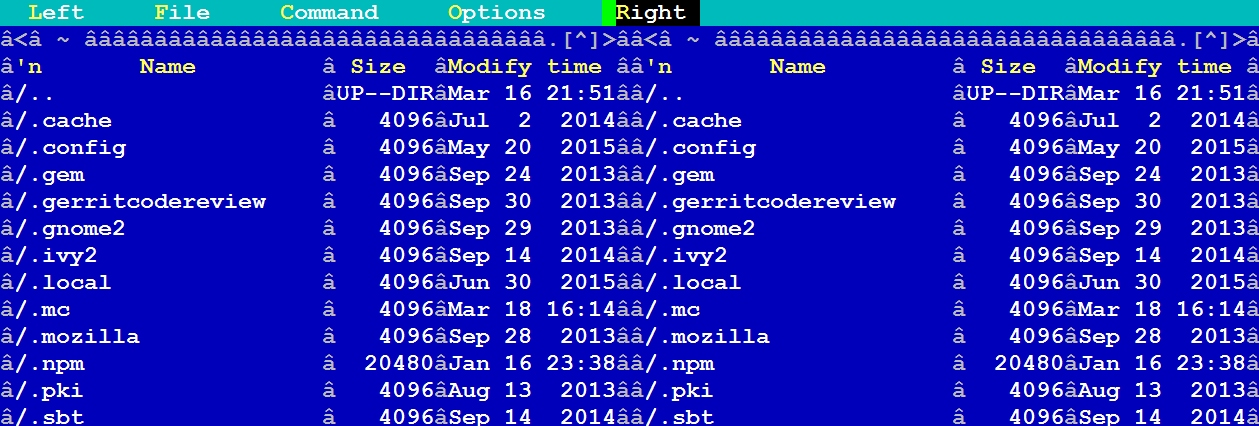 Left File Command Options Right
â<â ~ âââââââââââââââââââââââââââââââââ.[^]>ââ<â ~ âââââââââââââââââââââââââââââââââ.[^]>â
â'n Name â Size âModify time ââ'n Name â Size âModify time â
â/.. âUP--DIRâMar 16 21:51ââ/.. âUP--DIRâMar 16 21:51â
â/.cache â 4096âJul 2 2014ââ/.cache â 4096âJul 2 2014â
â/.config â 4096âMay 20 2015ââ/.config â 4096âMay 20 2015â
â/.gem â 4096âSep 24 2013ââ/.gem â 4096âSep 24 2013â
â/.gerritcodereview â 4096âSep 30 2013ââ/.gerritcodereview â 4096âSep 30 2013â
â/.gnome2 â 4096âSep 29 2013ââ/.gnome2 â 4096âSep 29 2013â
â/.ivy2 â 4096âSep 14 2014ââ/.ivy2 â 4096âSep 14 2014â
â/.local â 4096âJun 30 2015ââ/.local â 4096âJun 30 2015â
â/.mc â 4096âMar 18 16:14ââ/.mc â 4096âMar 18 16:14â
â/.mozilla â 4096âSep 28 2013ââ/.mozilla â 4096âSep 28 2013â
â/.npm â 20480âJan 16 23:38ââ/.npm â 20480âJan 16 23:38â
â/.pki â 4096âAug 13 2013ââ/.pki â 4096âAug 13 2013â
â/.sbt â 4096âSep 14 2014ââ/.sbt â 4096âSep 14 2014â